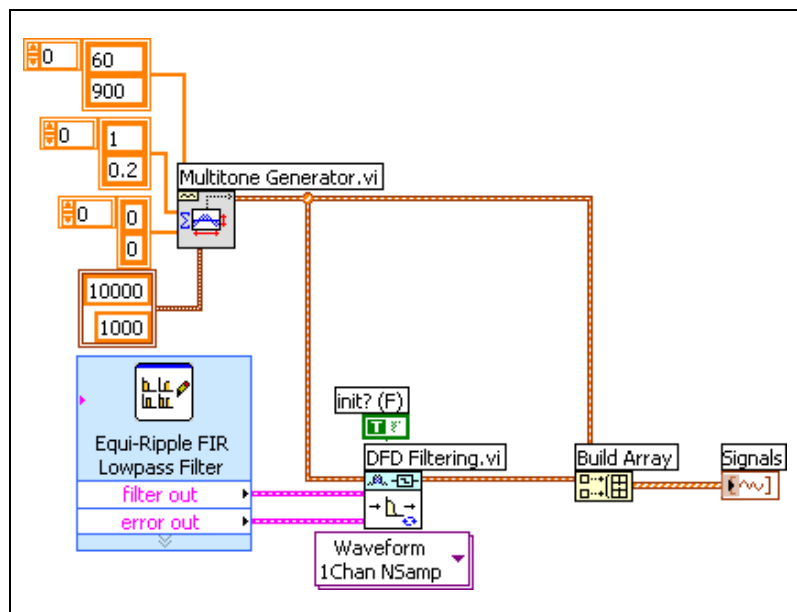 0
60
900
0
1
0.2
Multitone Generator.vi
0
0
0
10000
1000
Equi-Ripple FIR
Lowpass Filter
filter out
error out
init? (F)
T
DFD Filtering.vi
Build Array
Signals
Waveform
1Chan NSamp